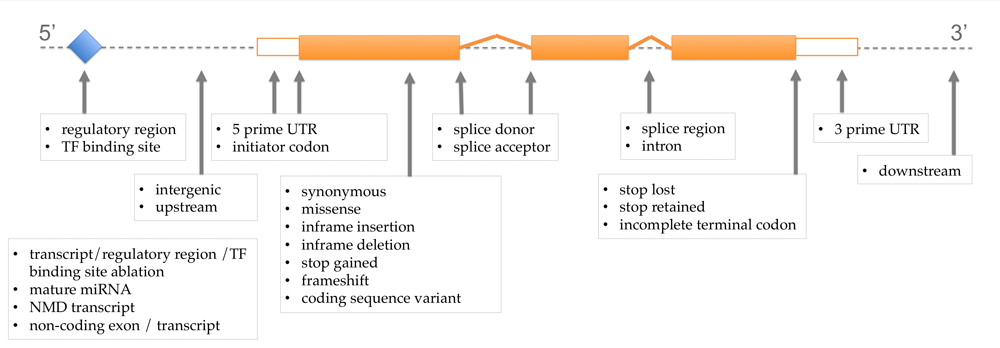 5’
3’
• regulatory region
• TF binding site
• 5 prime UTR
• initiator codon
• splice donor
• splice acceptor
• splice region
• intron
• 3 prime UTR
• downstream
• intergenic
• upstream
• synonymous
• missense
• inframe insertion
• inframe deletion
• stop gained
• frameshift
• coding sequence variant
• stop lost
• stop retained
• incomplete terminal codon
• transcript/regulatory region /TF
binding site ablation
• mature miRNA
• NMD transcript
• non-coding exon / transcript